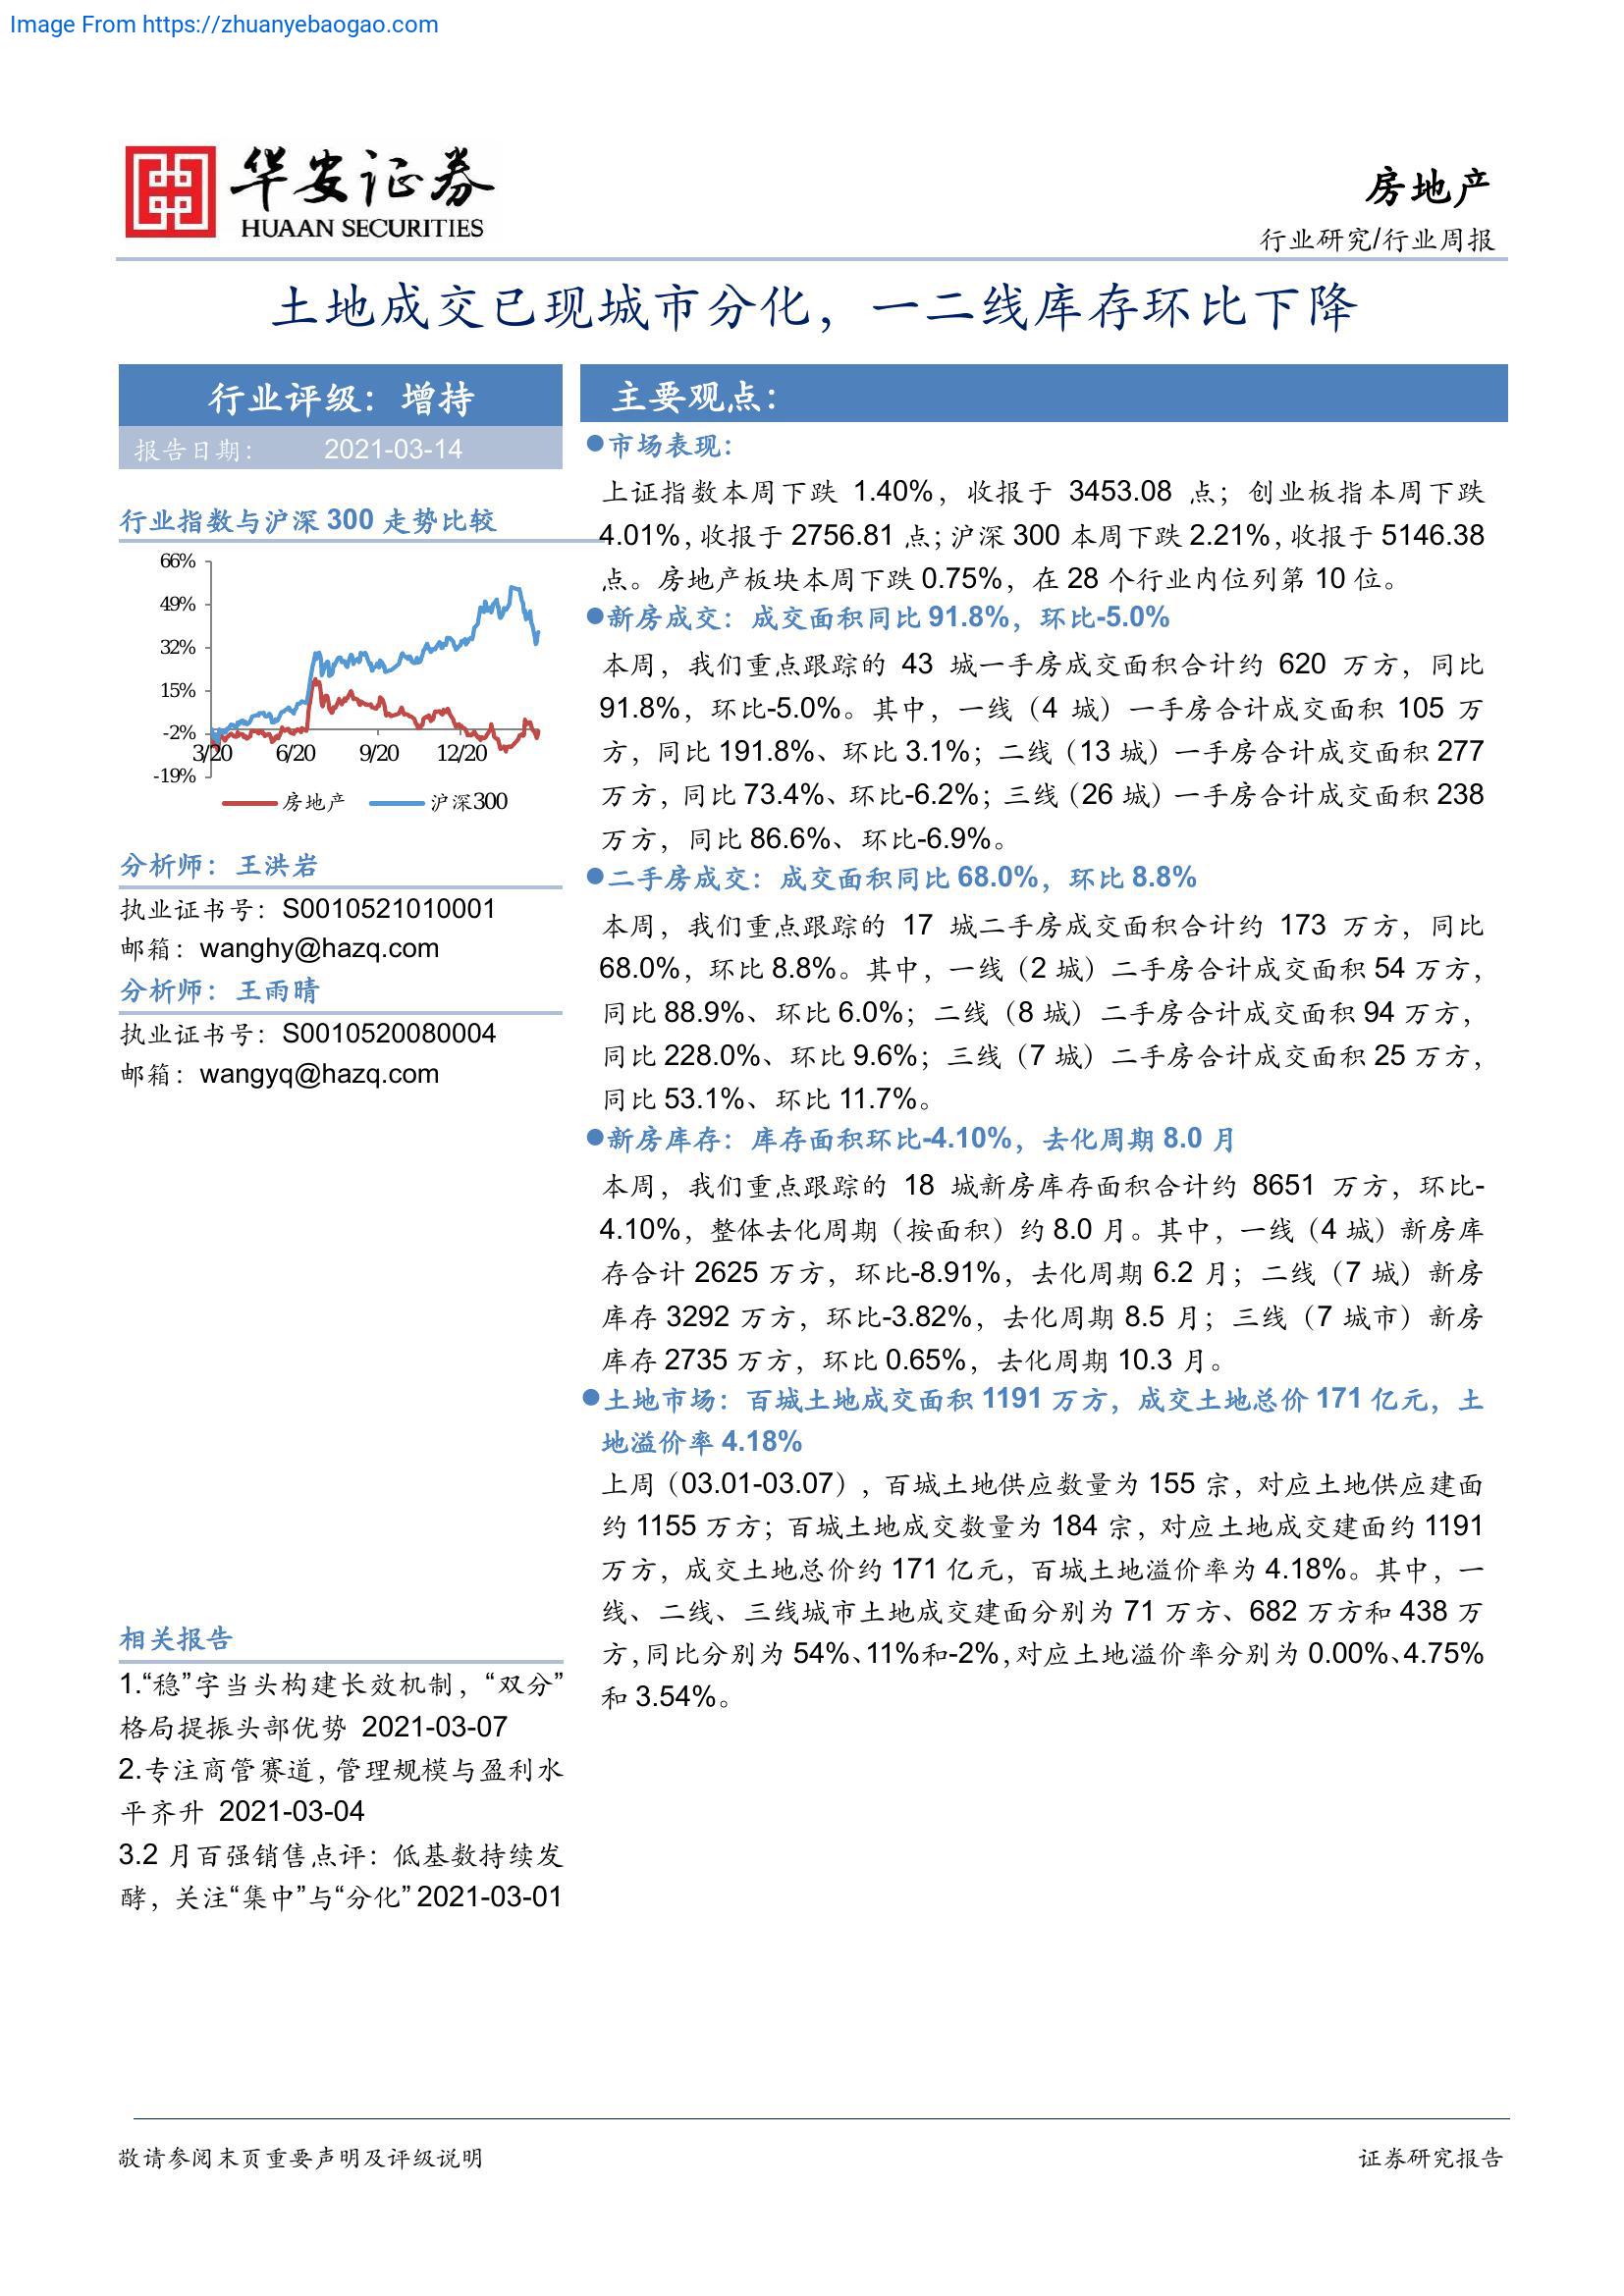 Image From https://zhuanyebaogao.com
华安证券
HUAAN SECURITIES
房地产
行业研究/行业周报
土地成交已现城市分化，一二线库存环比下降
行业评级：增持
报告日期： 2021-03-14
行业指数与沪深 300 走势比较
66%
49%
32%
15%
-2%
-19%
3/20 6/20 9/20 12/20
房地产 沪深300
分析师：王洪岩
执业证书号：S0010521010001
邮箱：wanghy@hazq.com
分析师：王雨晴
执业证书号：S0010520080004
邮箱：wangyq@hazq.com
相关报告
1.“稳”字当头构建长效机制，“双分”
格局提振头部优势 2021-03-07
2.专注商管赛道，管理规模与盈利水
平齐升 2021-03-04
3.2 月百强销售点评：低基数持续发
酵，关注“集中”与“分化” 2021-03-01
主要观点：
●市场表现：
上证指数本周下跌 1.40%，收报于 3453.08 点；创业板指本周下跌
4.01%，收报于 2756.81 点；沪深 300 本周下跌 2.21%，收报于 5146.38
点。房地产板块本周下跌 0.75%，在 28 个行业内位列第 10 位。
●新房成交：成交面积同比 91.8%，环比-5.0%
本周，我们重点跟踪的 43 城一手房成交面积合计约 620 万方，同比
91.8%，环比-5.0%。其中，一线（4 城）一手房合计成交面积 105 万
方，同比 191.8%、环比 3.1%；二线（13 城）一手房合计成交面积 277
万方，同比 73.4%、环比-6.2%；三线（26 城）一手房合计成交面积 238
万方，同比 86.6%、环比-6.9%。
●二手房成交：成交面积同比 68.0%，环比 8.8%
本周，我们重点跟踪的 17 城二手房成交面积合计约 173 万方，同比
68.0%，环比 8.8%。其中，一线（2 城）二手房合计成交面积 54 万方，
同比 88.9%、环比 6.0%；二线（8 城）二手房合计成交面积 94 万方，
同比 228.0%、环比 9.6%；三线（7 城）二手房合计成交面积 25 万方，
同比 53.1%、环比 11.7%。
●新房库存：库存面积环比-4.10%，去化周期 8.0 月
本周，我们重点跟踪的 18 城新房库存面积合计约 8651 万方，环比-
4.10%，整体去化周期（按面积）约 8.0 月。其中，一线（4 城）新房库
存合计 2625 万方，环比-8.91%，去化周期 6.2 月；二线（7 城）新房
库存 3292 万方，环比-3.82%，去化周期 8.5 月；三线（7 城市）新房
库存 2735 万方，环比 0.65%，去化周期 10.3 月。
●土地市场：百城土地成交面积 1191 万方，成交土地总价 171 亿元，土
地溢价率 4.18%
上周（03.01-03.07），百城土地供应数量为 155 宗，对应土地供应建面
约 1155 万方；百城土地成交数量为 184 宗，对应土地成交建面约 1191
万方，成交土地总价约 171 亿元，百城土地溢价率为 4.18%。其中，一
线、二线、三线城市土地成交建面分别为 71 万方、682 万方和 438 万
方，同比分别为 54%、11%和-2%，对应土地溢价率分别为 0.00%、4.75%
和 3.54%。
敬请参阅末页重要声明及评级说明
证券研究报告